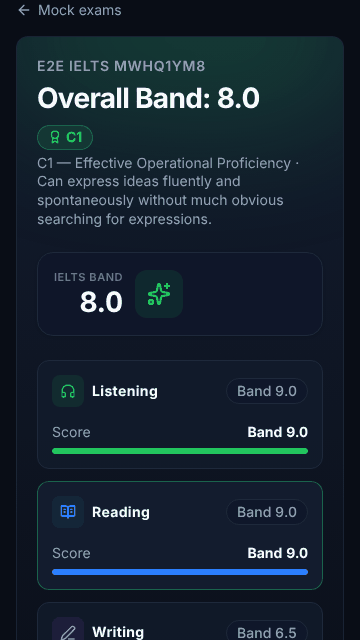 Mock exams
E2E IELTS MWHQ1YM8
Overall Band: 8.0
C1
C1 — Effective Operational Proficiency ·
Can express ideas fluently and
spontaneously without much obvious
searching for expressions.
IELTS BAND
8.0
Listening
Band 9.0
Score
Band 9.0
Reading
Band 9.0
Score
Band 9.0
Writing
Band 6.5